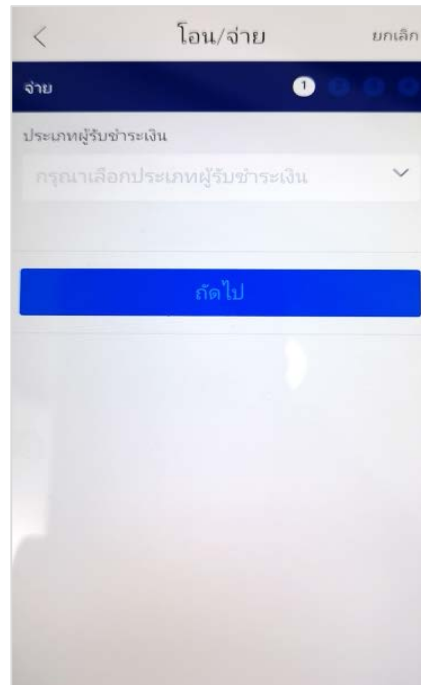 < โอน/จ่าย ยกเลิก
จ่าย 1
ประเภทผู้รับชำระเงิน
กรุณาเลือกประเภทผู้รับชำระเงิน
ถัดไป